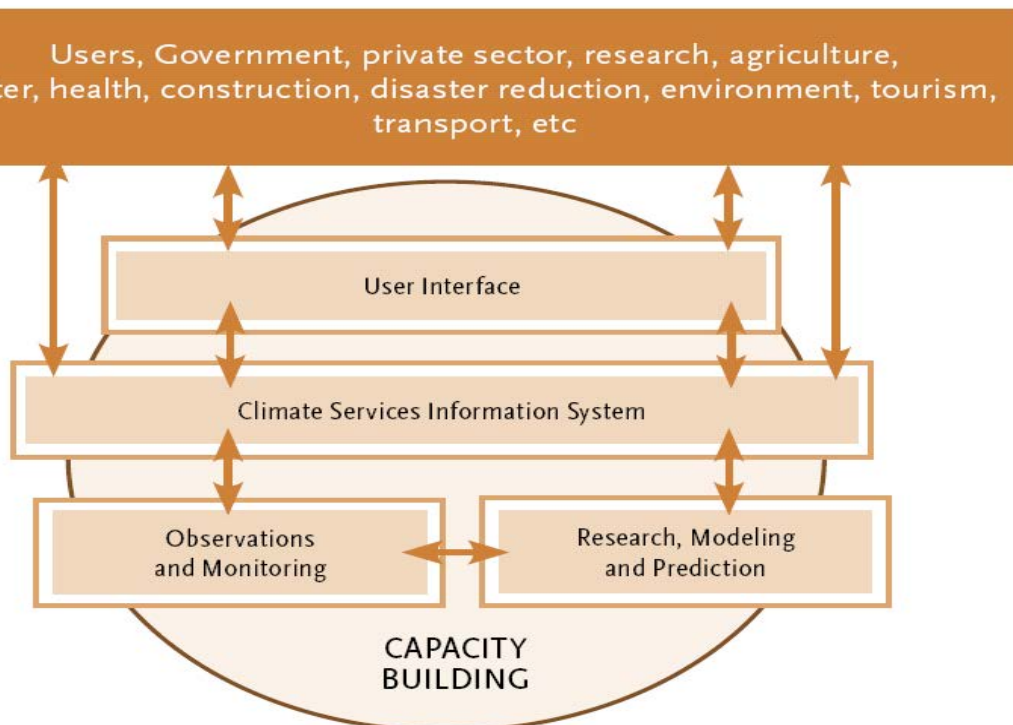 Users, Government, private sector, research, agriculture,
health, construction, disaster reduction, environment, tourism,
transport, etc
User Interface
Climate Services Information System
Observations
and Monitoring
Research, Modeling
and Prediction
CAPACITY
BUILDING